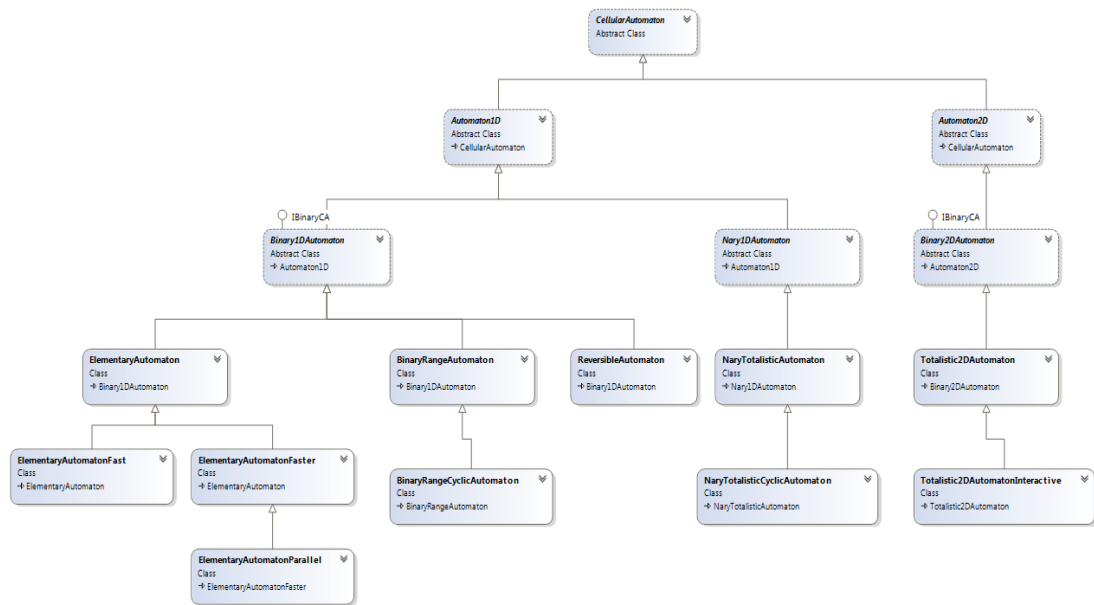 CellularAutomaton
Abstract Class
Automaton1D
Abstract Class
CellularAutomaton
Automaton2D
Abstract Class
CellularAutomaton
IBinaryCA
Binary1DAutomaton
Abstract Class
Automaton1D
Nary1DAutomaton
Abstract Class
Automaton1D
IBinaryCA
Binary2DAutomaton
Abstract Class
Automaton2D
ElementaryAutomaton
Class
Binary1DAutomaton
BinaryRangeAutomaton
Class
Binary1DAutomaton
ReversibleAutomaton
Class
Binary1DAutomaton
NaryTotalisticAutomaton
Class
Nary1DAutomaton
Totalistic2DAutomaton
Class
Binary2DAutomaton
ElementaryAutomatonFast
Class
ElementaryAutomaton
ElementaryAutomatonFaster
Class
ElementaryAutomaton
BinaryRangeCyclicAutomaton
Class
BinaryRangeAutomaton
NaryTotalisticCyclicAutomaton
Class
NaryTotalisticAutomaton
Totalistic2DAutomatonInteractive
Class
Totalistic2DAutomaton
ElementaryAutomatonParallel
Class
ElementaryAutomatonFaster